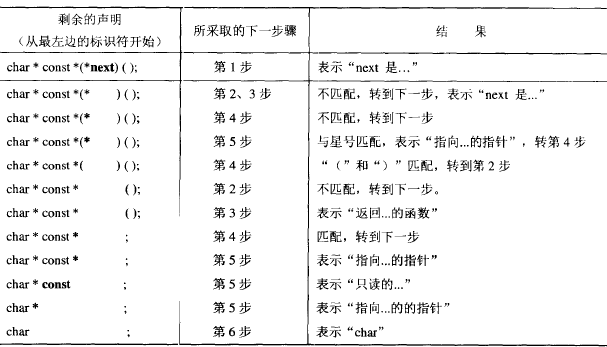 剩余的声明 所采取的下一步骤 结 果
（从最左边的标识符开始）
char * const *(*next) ( ); 第 1 步 表示“next 是…”
char * const *(* ) ( ); 第 2、3 步 不匹配，转到下一步，表示“next 是...”
char * const *(* ) ( ); 第 4 步 不匹配，转到下一步
char * const *(* ) ( ); 第 5 步 与星号匹配，表示“指向...的指针”，转第 4 步
char * const *( ) ( ); 第 4 步 “（”和“）”匹配，转到第 2 步
char * const * ( ); 第 2 步 不匹配，转到下一步。
char * const * ( ); 第 3 步 表示“返回...的函数”
char * const * ; 第 4 步 匹配，转到下一步
char * const * ; 第 5 步 表示“指向...的指针”
char * const ; 第 5 步 表示“只读的...”
char * ; 第 5 步 表示“指向...的的指针”
char ; 第 6 步 表示“char”